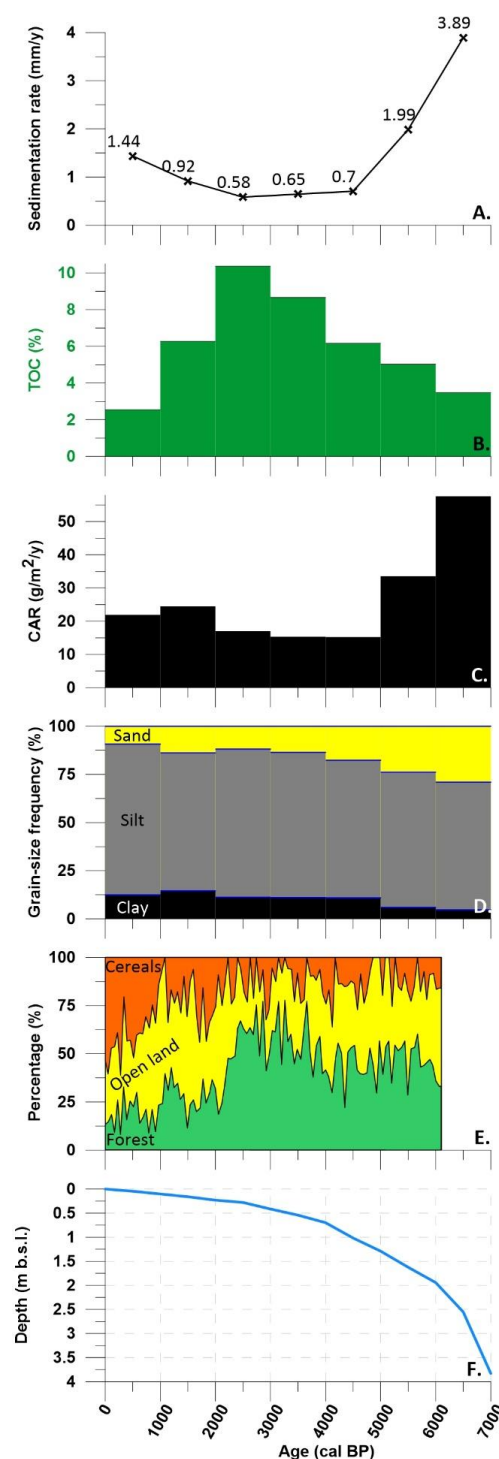 4
3
2
1
0
Sedimentation rate (mm/y)
1.44
0.92
0.58
0.65
0.7
1.99
3.89
A.
10
8
6
4
2
0
TOC (%)
B.
50
40
30
20
10
0
CAR (g/m²/y)
C.
100
75
50
25
0
Grain-size frequency (%)
Sand
Silt
Clay
D.
100
75
50
25
0
Percentage (%)
Cereals
Open land
Forest
E.
0
0.5
1
1.5
2
2.5
3
3.5
4
Depth (m b.s.l.)
F.
0
1000
2000
3000
4000
5000
6000
7000
Age (cal BP)